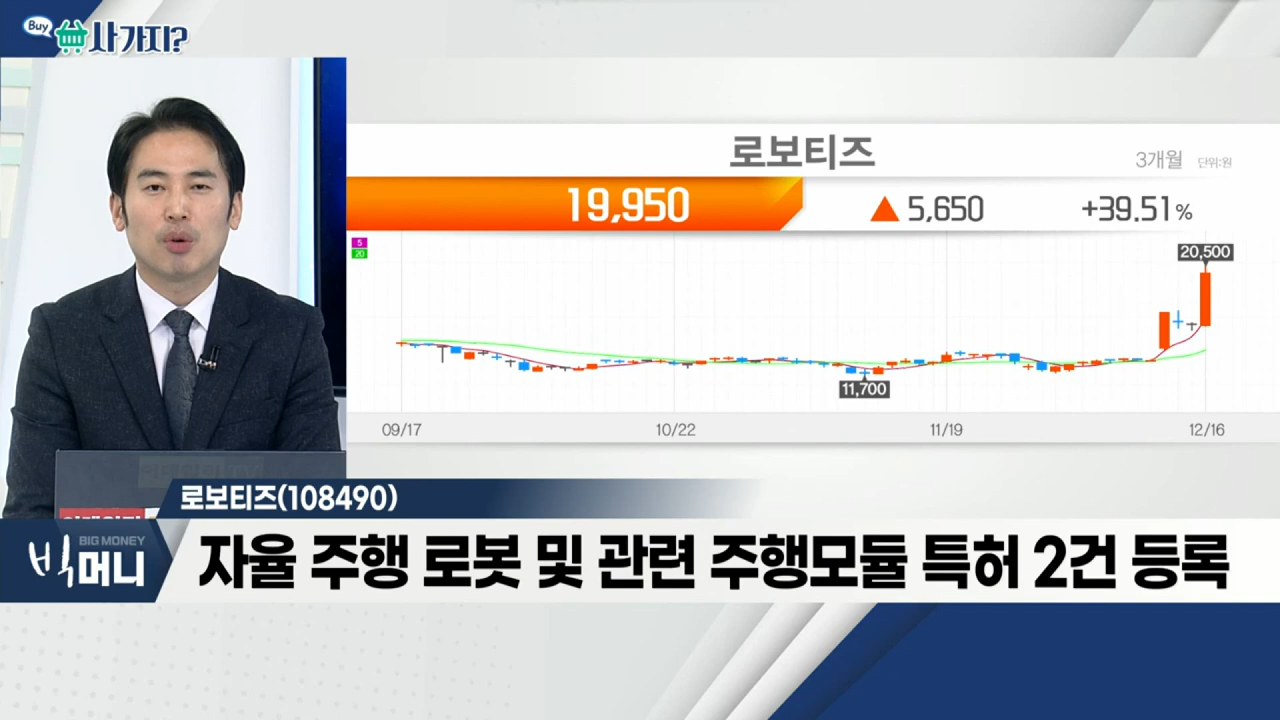 Buy
사가지?
로보티즈
3개월 단위:원
19,950 ▲ 5,650 +39.51%
5
20
20,500
11,700
09/17 10/22 11/19 12/16
로보티즈(108490)
BIG MONEY
빅머니
자율 주행 로봇 및 관련 주행모듈 특허 2건 등록